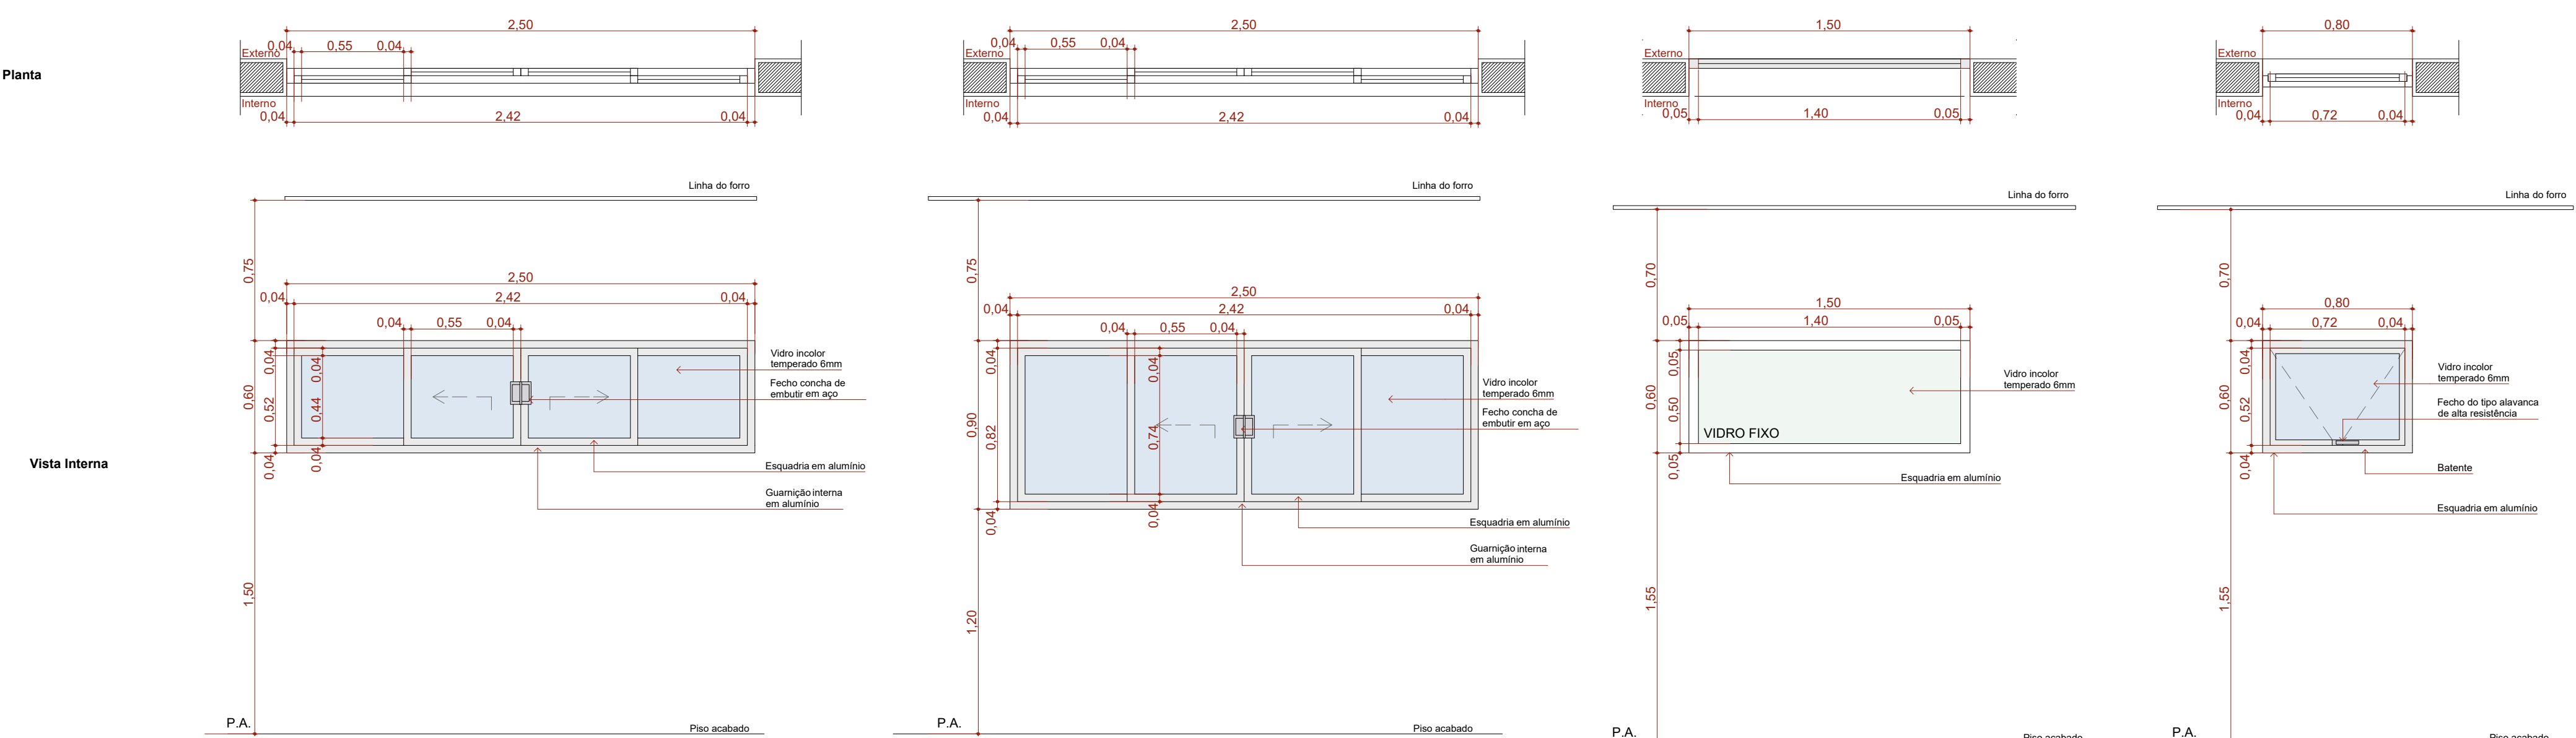 Planta
2,50
0,04
0,55
0,04
Externo
Interno
0,04
2,42
0,04
2,50
0,04
0,55
0,04
Externo
Interno
0,04
2,42
0,04
1,50
Externo
Interno
0,05
1,40
0,05
0,80
Externo
Interno
0,04
0,72
0,04
Vista Interna
Linha do forro
0,75
2,50
0,04
2,42
0,04
0,04
0,55
0,04
0,60
0,04
0,52
0,04
0,04
0,44
0,04
Vidro incolor
temperado 6mm
Fecho concha de
embutir em aço
Esquadria em alumínio
Guarnição interna
em alumínio
1,50
P.A.
Piso acabado
Linha do forro
0,75
2,50
0,04
2,42
0,04
0,04
0,55
0,04
0,90
0,04
0,82
0,04
0,04
0,74
0,04
Vidro incolor
temperado 6mm
Fecho concha de
embutir em aço
Esquadria em alumínio
Guarnição interna
em alumínio
1,20
P.A.
Piso acabado
Linha do forro
0,70
1,50
0,05
1,40
0,05
0,60
0,05
0,50
0,05
VIDRO FIXO
Vidro incolor
temperado 6mm
Esquadria em alumínio
1,55
P.A.
Piso acabado
Linha do forro
0,70
0,80
0,04
0,72
0,04
0,60
0,04
0,52
0,04
Vidro incolor
temperado 6mm
Fecho do tipo alavanca
de alta resistência
Batente
Esquadria em alumínio
1,55
P.A.
Piso acabado